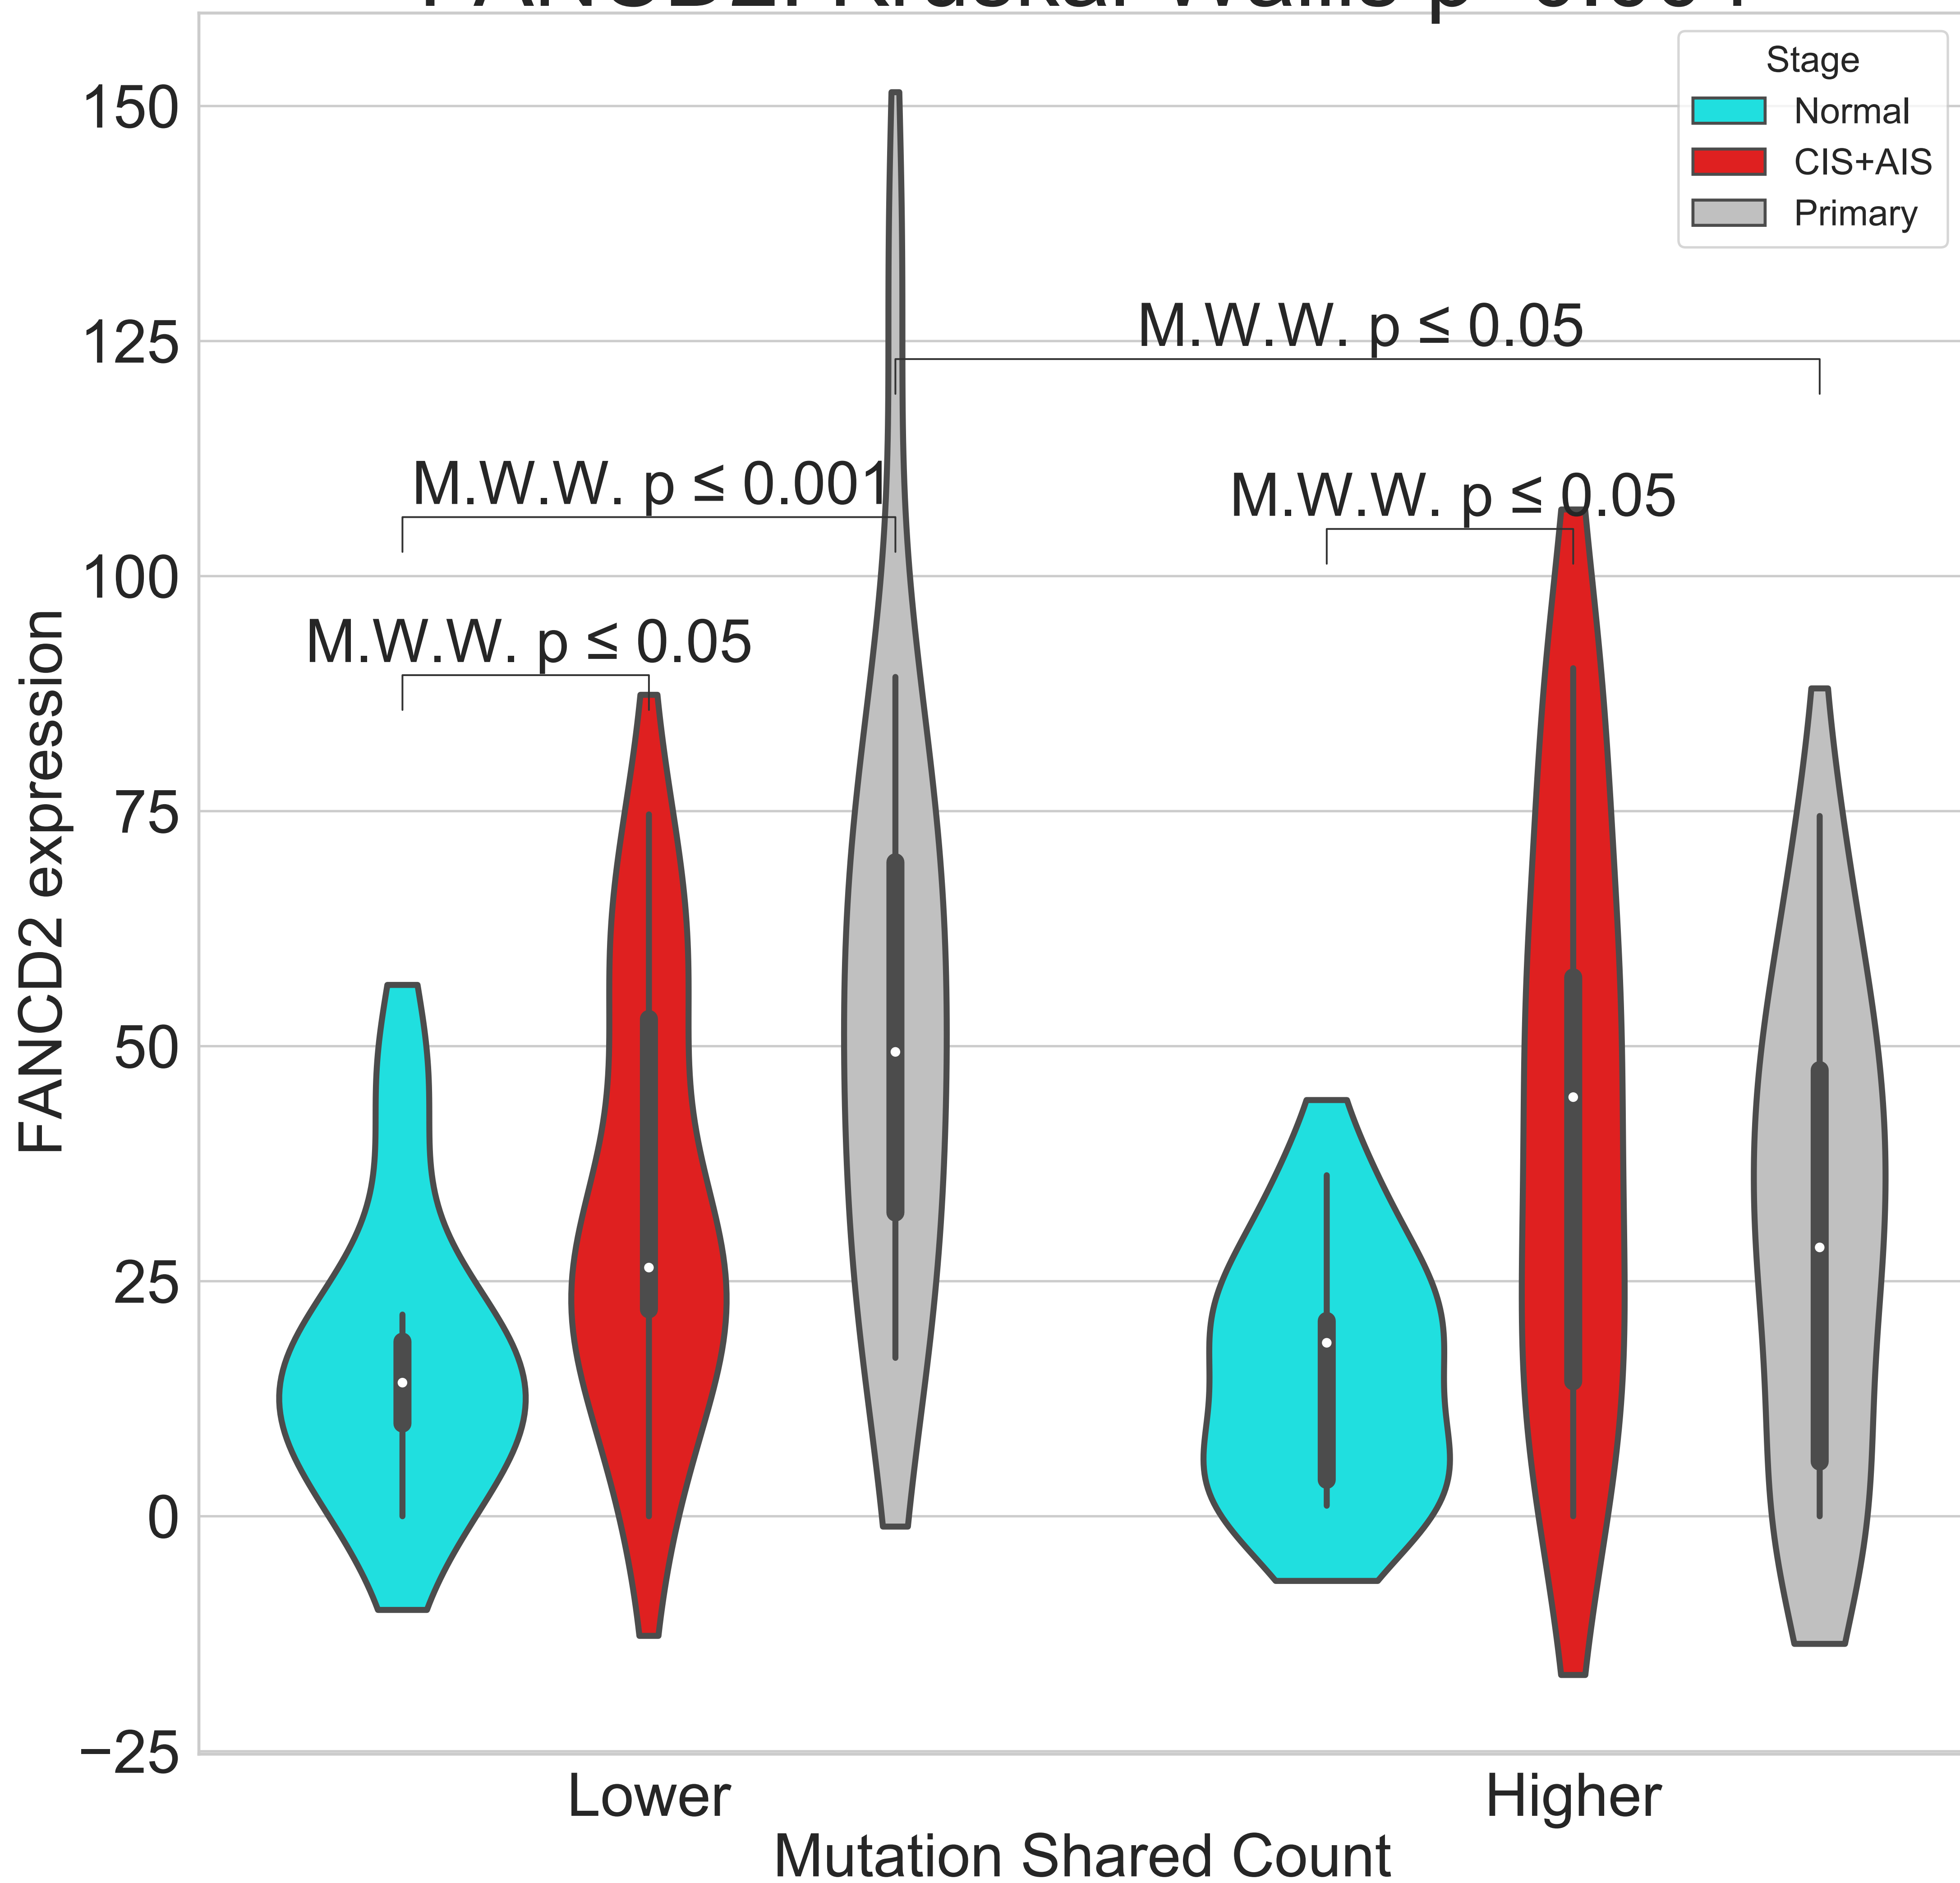 Stage
Normal
CIS+AIS
Primary
150
125
100
75
50
25
0
−25
FANCD2 expression
M.W.W. p ≤ 0.05
M.W.W. p ≤ 0.001
M.W.W. p ≤ 0.05
M.W.W. p ≤ 0.05
Lower
Higher
Mutation Shared Count